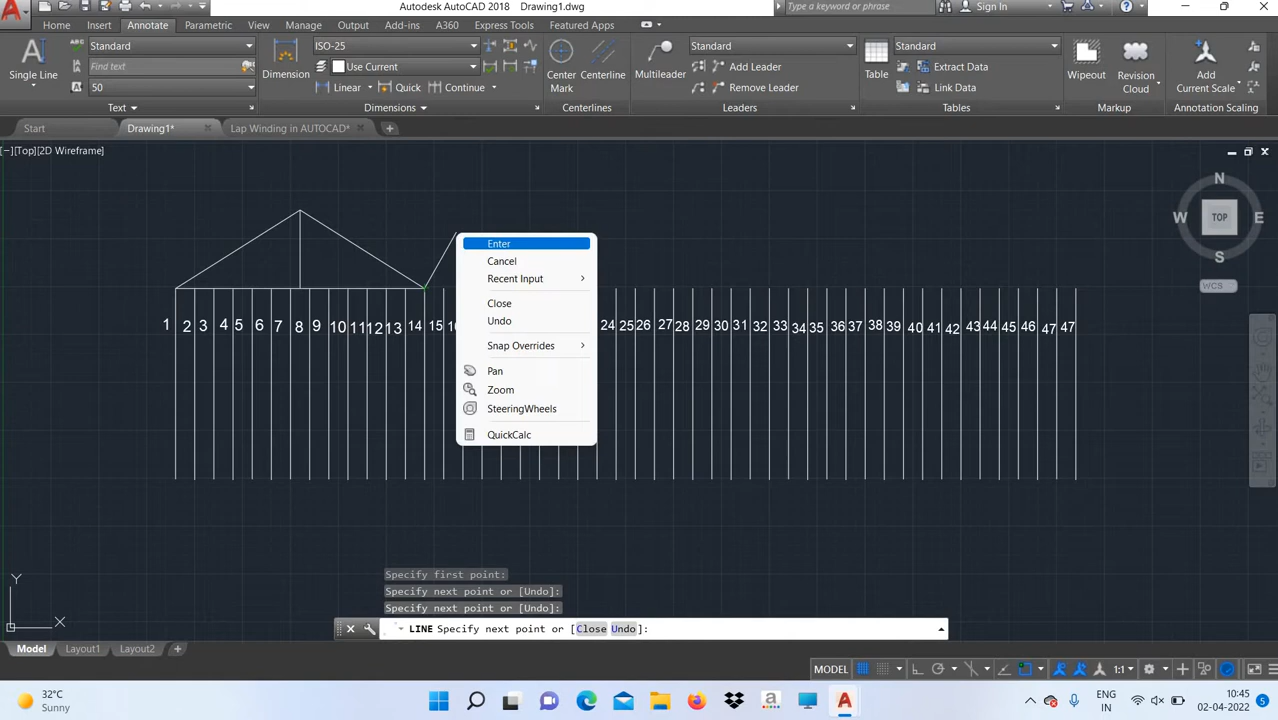 Autodesk AutoCAD 2018 Drawing1.dwg
Type a keyword or phrase
Sign In
Home Insert Annotate Parametric View Manage Output Add-ins A360 Express Tools Featured Apps
Standard
Find text
50
Single Line
Text
Dimension
ISO-25
Use Current
Linear Quick Continue
Dimensions
Center Mark
Centerline
Centerlines
Multileader
Standard
Add Leader
Remove Leader
Leaders
Table
Standard
Extract Data
Link Data
Tables
Wipeout
Revision Cloud
Markup
Add Current Scale
Annotation Scaling
Start Drawing1* Lap Winding in AUTOCAD*
[–][Top][2D Wireframe]
N
W TOP E
S
WCS
Enter
Cancel
Recent Input
Close
Undo
Snap Overrides
Pan
Zoom
SteeringWheels
QuickCalc
1 2 3 4 5 6 7 8 9 10 11 12 13 14 15 24 25 26 27 28 29 30 31 32 33 34 35 36 37 38 39 40 41 42 43 44 45 46 47 47
Y
X
Specify first point:
Specify next point or [Undo]:
Specify next point or [Undo]:
LINE Specify next point or [Close Undo]:
Model Layout1 Layout2
MODEL 1:1
32°C
Sunny
ENG
IN
10:45
02-04-2022
5